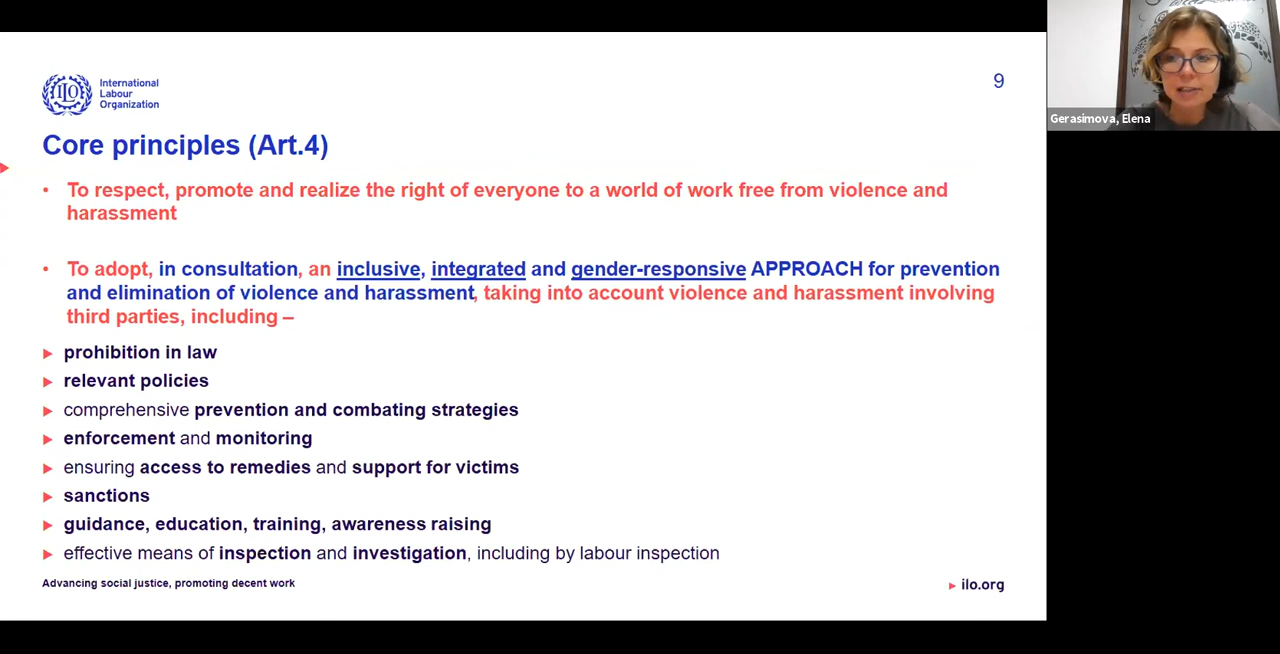 International
Labour
Organization
9
Core principles (Art.4)
• To respect, promote and realize the right of everyone to a world of work free from violence and
harassment
• To adopt, in consultation, an inclusive, integrated and gender-responsive APPROACH for prevention
and elimination of violence and harassment, taking into account violence and harassment involving
third parties, including –
prohibition in law
relevant policies
comprehensive prevention and combating strategies
enforcement and monitoring
ensuring access to remedies and support for victims
sanctions
guidance, education, training, awareness raising
effective means of inspection and investigation, including by labour inspection
Advancing social justice, promoting decent work
ilo.org
Gerasimova, Elena